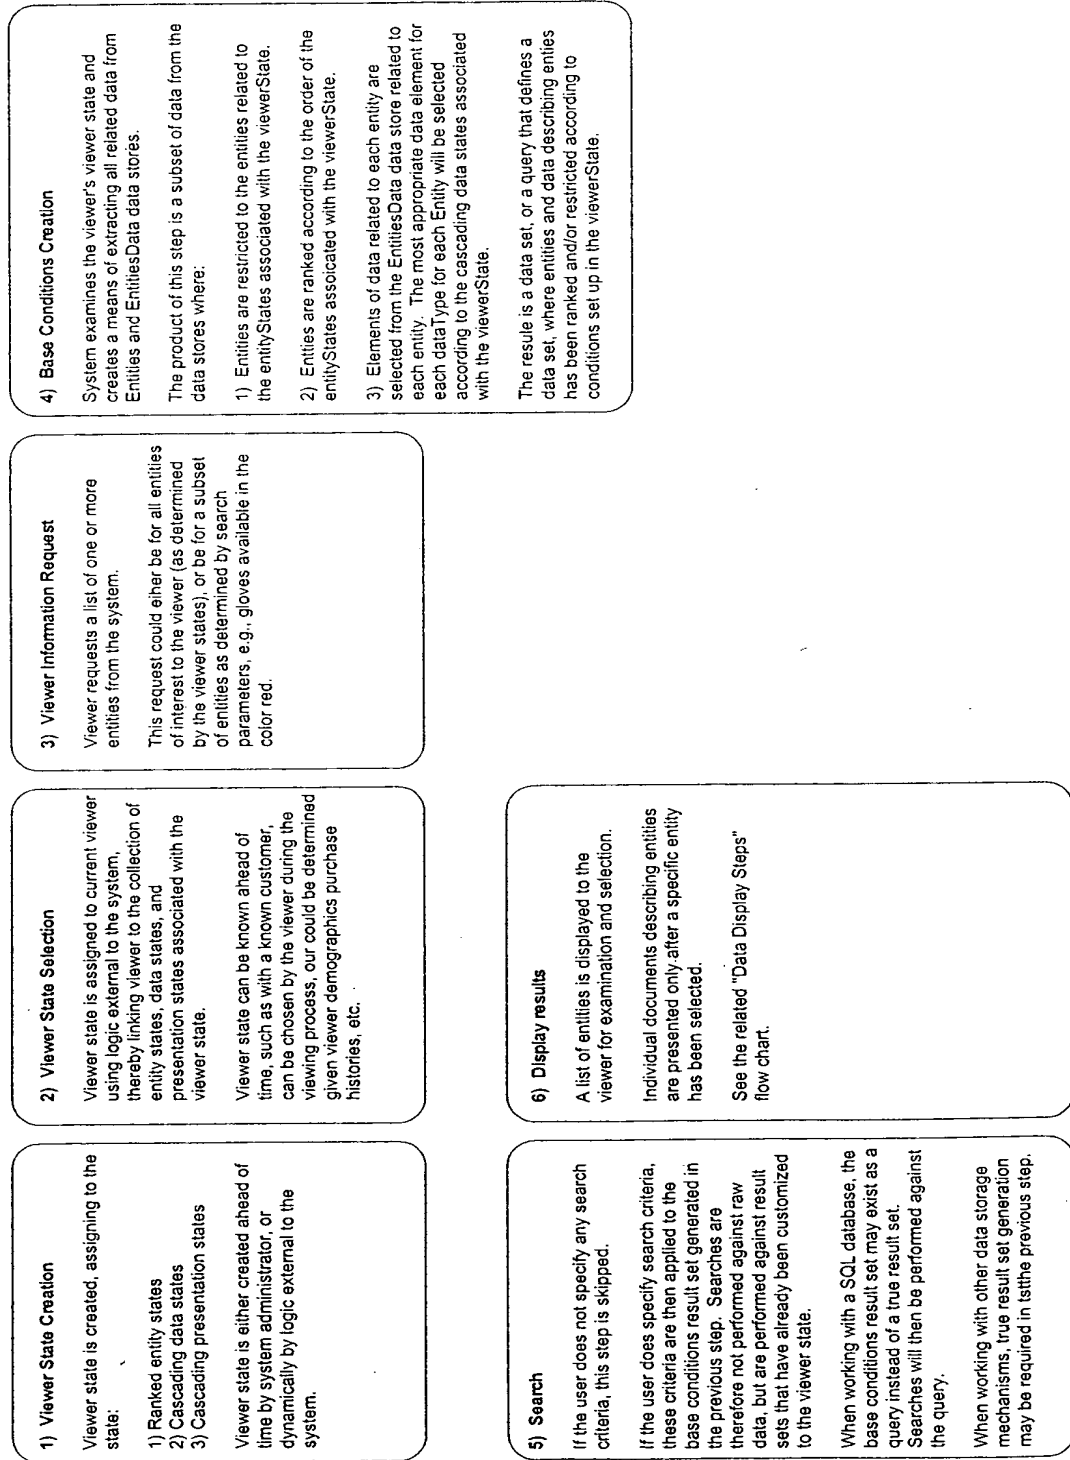 1) Viewer State Creation
Viewer state is created, assigning to the
state:
1) Ranked entity states
2) Cascading data states
3) Cascading presentation states
Viewer state is either created ahead of
time by system administrator, or
dynamically by logic external to the
system.
2) Viewer State Selection
Viewer state is assigned to current viewer
using logic external to the system,
thereby linking viewer to the collection of
entity states, data states, and
presentation states associated with the
viewer state.
Viewer state can be known ahead of
time, such as with a known customer,
can be chosen by the viewer during the
viewing process, our could be determined
given viewer demographics purchase
histories, etc.
3) Viewer Information Request
Viewer requests a list of one or more
entities from the system.
This request could eiher be for all entities
of interest to the viewer (as determined
by the viewer states), or be for a subset
of entities as determined by search
parameters, e.g., gloves available in the
color red.
4) Base Conditions Creation
System examines the viewer's viewer state and
creates a means of extracting all related data from
Entities and EntitiesData data stores.
The product of this step is a subset of data from the
data stores where:
1) Entities are restricted to the entities related to
the entityStates associated with the viewerState.
2) Entties are ranked according to the order of the
entityStates assoicated with the viewerState.
3) Elements of data related to each entity are
selected from the EntitiesData data store related to
each entity. The most appropriate data element for
each dataType for each Entity will be selected
according to the cascading data states associated
with the viewerState.
The resule is a data set, or a query that defines a
data set, where entities and data describing enties
has been ranked and/or restricted according to
conditions set up in the viewerState.
5) Search
If the user does not specify any search
criteria, this step is skipped.
If the user does specify search criteria,
these criteria are then applied to the
base conditions result set generated in
the previous step. Searches are
therefore not performed against raw
data, but are performed against result
sets that have already been customized
to the viewer state.
When working with a SQL database, the
base conditions result set may exist as a
query instead of a true result set.
Searches will then be performed against
the query.
When working with other data storage
mechanisms, true result set generation
may be required in tstthe previous step.
6) Display results
A list of entities is displayed to the
viewer for examination and selection.
Individual documents describing entities
are presented only after a specific entity
has been selected.
See the related "Data Display Steps"
flow chart.